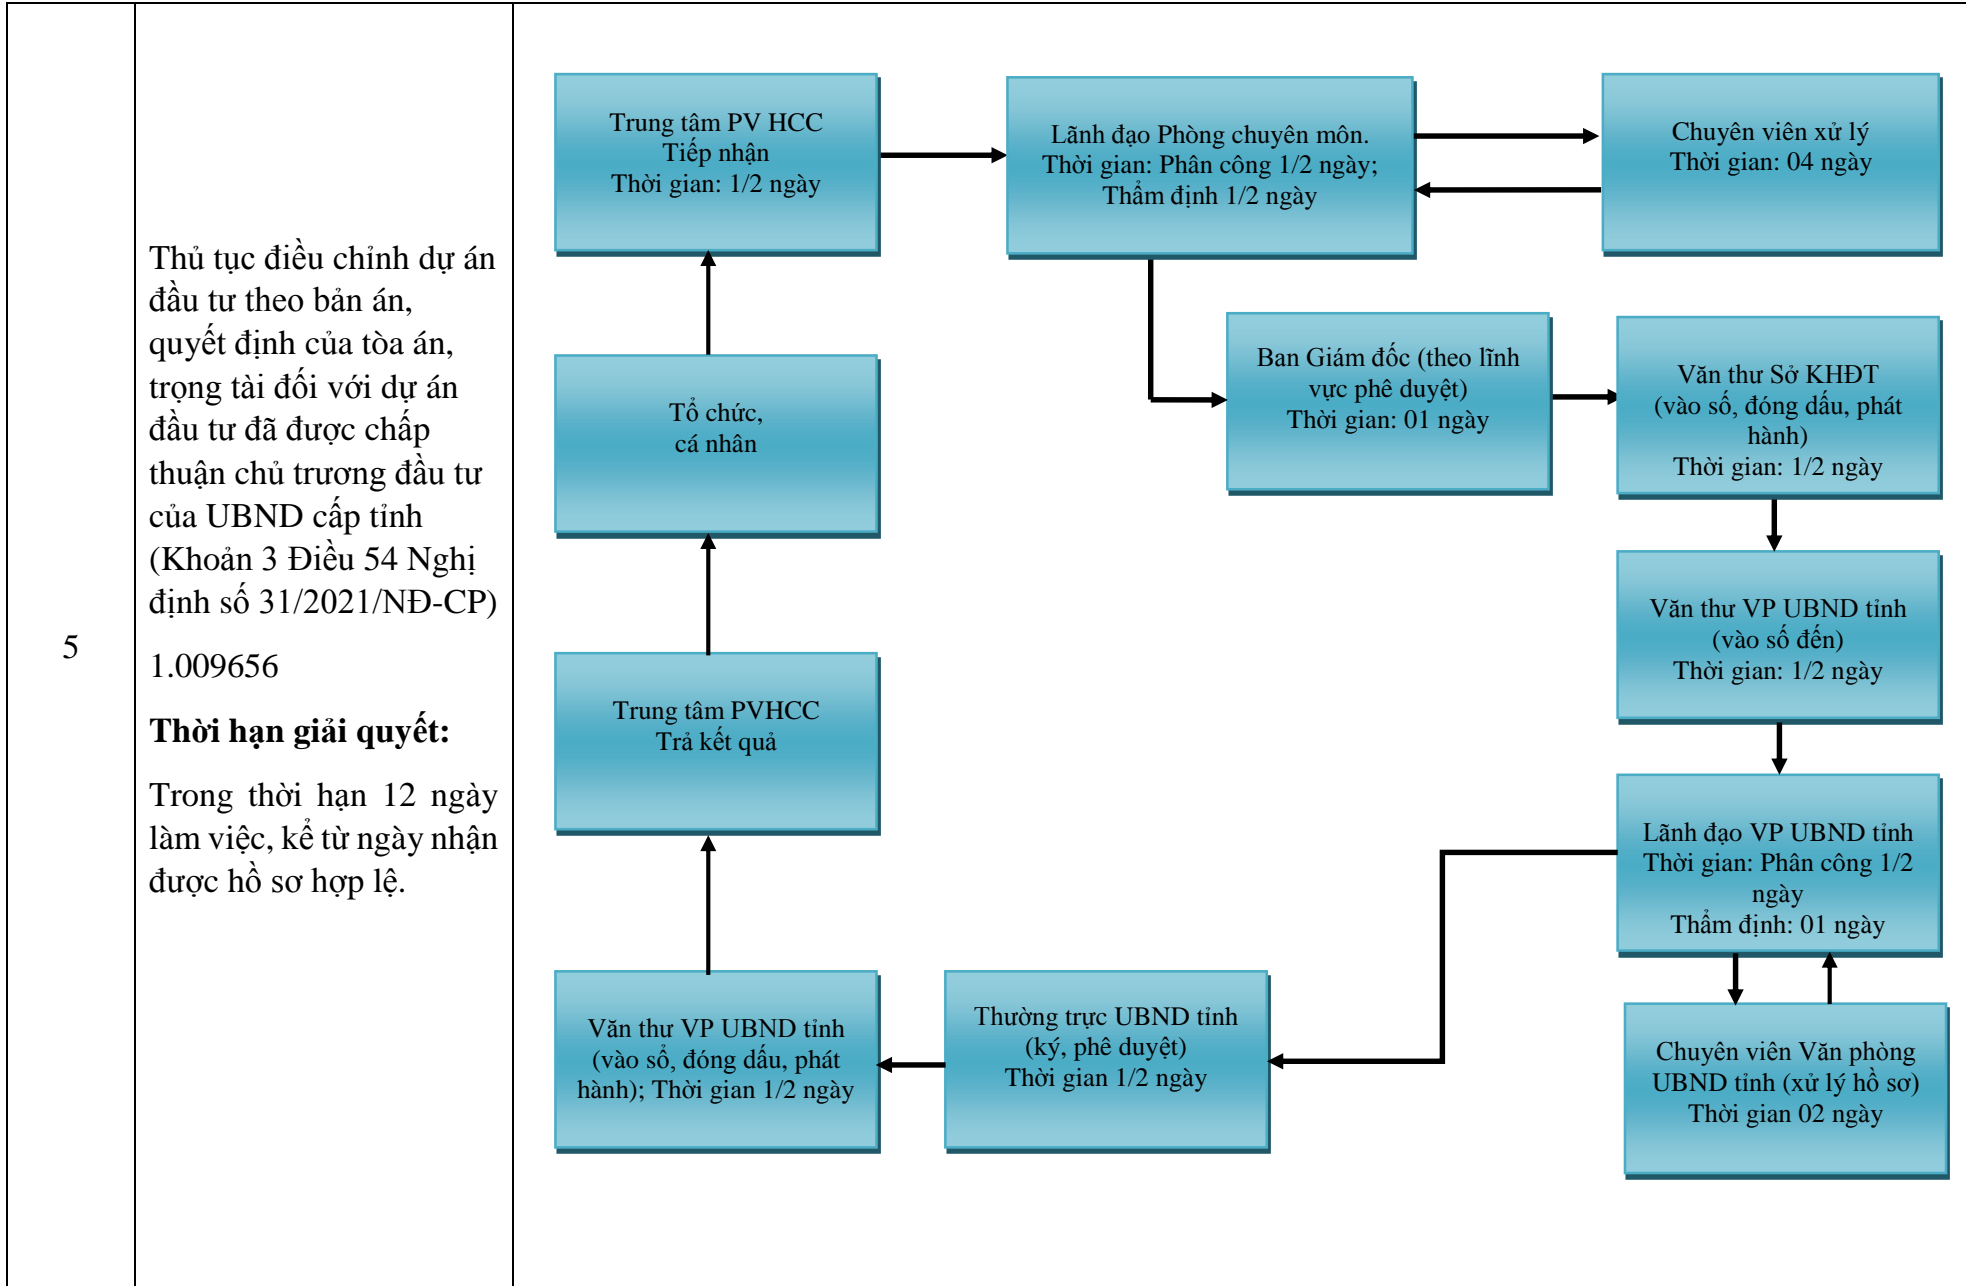 5
Thủ tục điều chỉnh dự án
đầu tư theo bản án,
quyết định của tòa án,
trọng tài đối với dự án
đầu tư đã được chấp
thuận chủ trương đầu tư
của UBND cấp tỉnh
(Khoản 3 Điều 54 Nghị
định số 31/2021/NĐ-CP)
1.009656
Thời hạn giải quyết:
Trong thời hạn 12 ngày
làm việc, kể từ ngày nhận
được hồ sơ hợp lệ.
Trung tâm PV HCC
Tiếp nhận
Thời gian: 1/2 ngày
Lãnh đạo Phòng chuyên môn.
Thời gian: Phân công 1/2 ngày;
Thẩm định 1/2 ngày
Chuyên viên xử lý
Thời gian: 04 ngày
Ban Giám đốc (theo lĩnh
vực phê duyệt)
Thời gian: 01 ngày
Văn thư Sở KHĐT
(vào số, đóng dấu, phát
hành)
Thời gian: 1/2 ngày
Tổ chức,
cá nhân
Văn thư VP UBND tỉnh
(vào số đến)
Thời gian: 1/2 ngày
Trung tâm PVHCC
Trả kết quả
Lãnh đạo VP UBND tỉnh
Thời gian: Phân công 1/2
ngày
Thẩm định: 01 ngày
Văn thư VP UBND tỉnh
(vào sổ, đóng dấu, phát
hành); Thời gian 1/2 ngày
Thường trực UBND tỉnh
(ký, phê duyệt)
Thời gian 1/2 ngày
Chuyên viên Văn phòng
UBND tỉnh (xử lý hồ sơ)
Thời gian 02 ngày